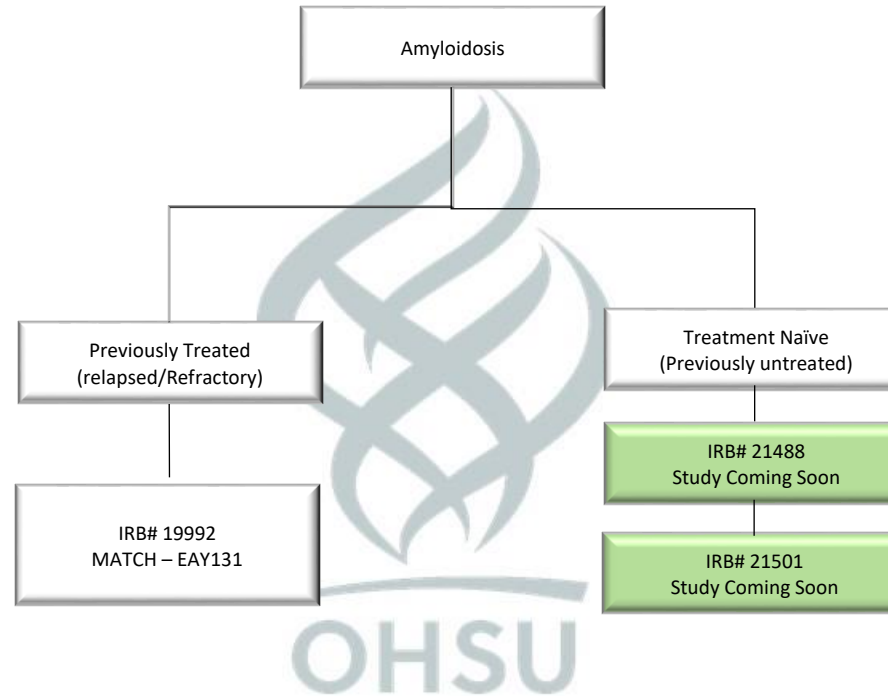 Amyloidosis
Previously Treated
(relapsed/Refractory)
Treatment Naïve
(Previously untreated)
IRB# 19992
MATCH – EAY131
IRB# 21488
Study Coming Soon
IRB# 21501
Study Coming Soon
OHSU